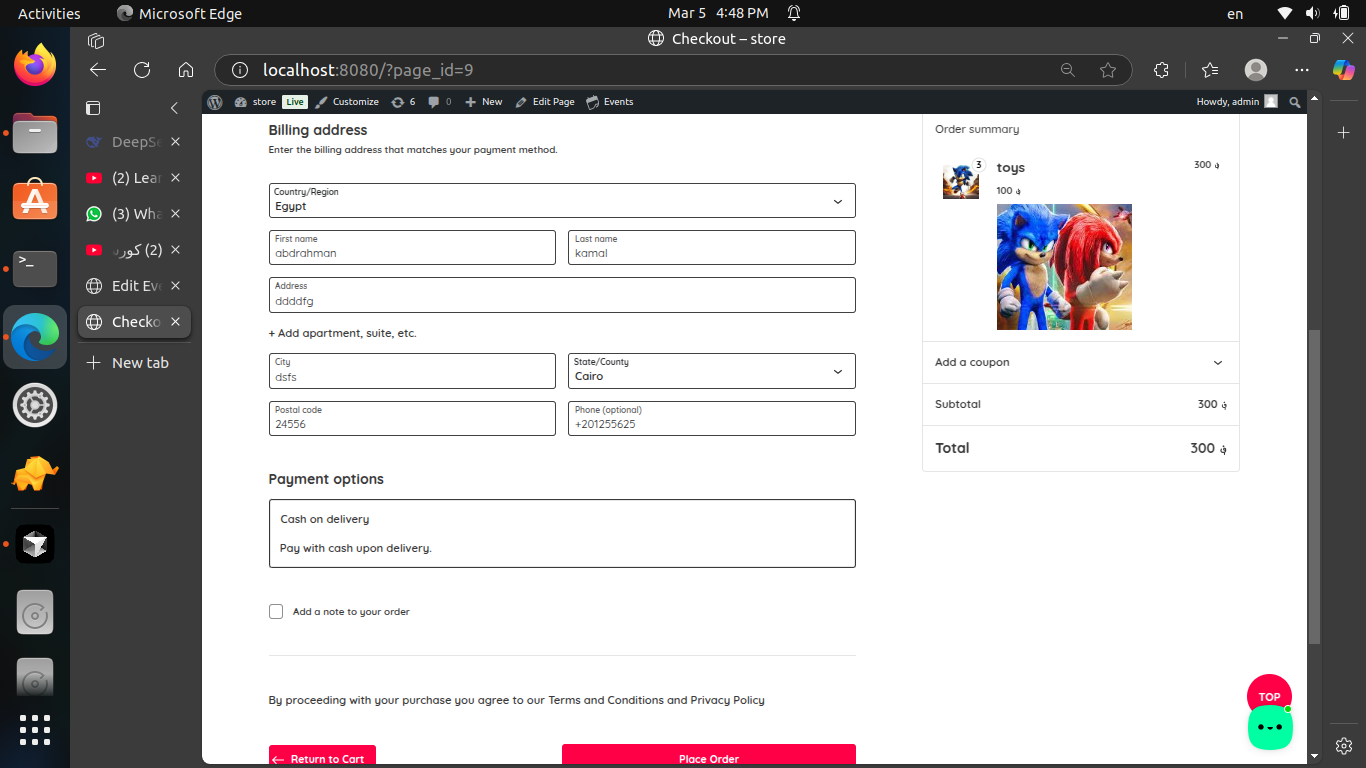 Activities
Microsoft Edge
Mar 5 4:48 PM
en
Checkout – store
localhost:8080/?page_id=9
store
Live
Customize
6
0
New
Edit Page
Events
Howdy, admin
DeepSe
(2) Lear
(3) Wha
(2) كور
Edit Eve
Checko
New tab
Billing address
Enter the billing address that matches your payment method.
Country/Region
Egypt
First name
abdrahman
Last name
kamal
Address
ddddfg
+ Add apartment, suite, etc.
City
dsfs
State/County
Cairo
Postal code
24556
Phone (optional)
+201255625
Payment options
Cash on delivery
Pay with cash upon delivery.
Add a note to your order
By proceeding with your purchase you agree to our Terms and Conditions and Privacy Policy
Return to Cart
Place Order
Order summary
3
toys
300
100
Add a coupon
Subtotal
300
Total
300
TOP